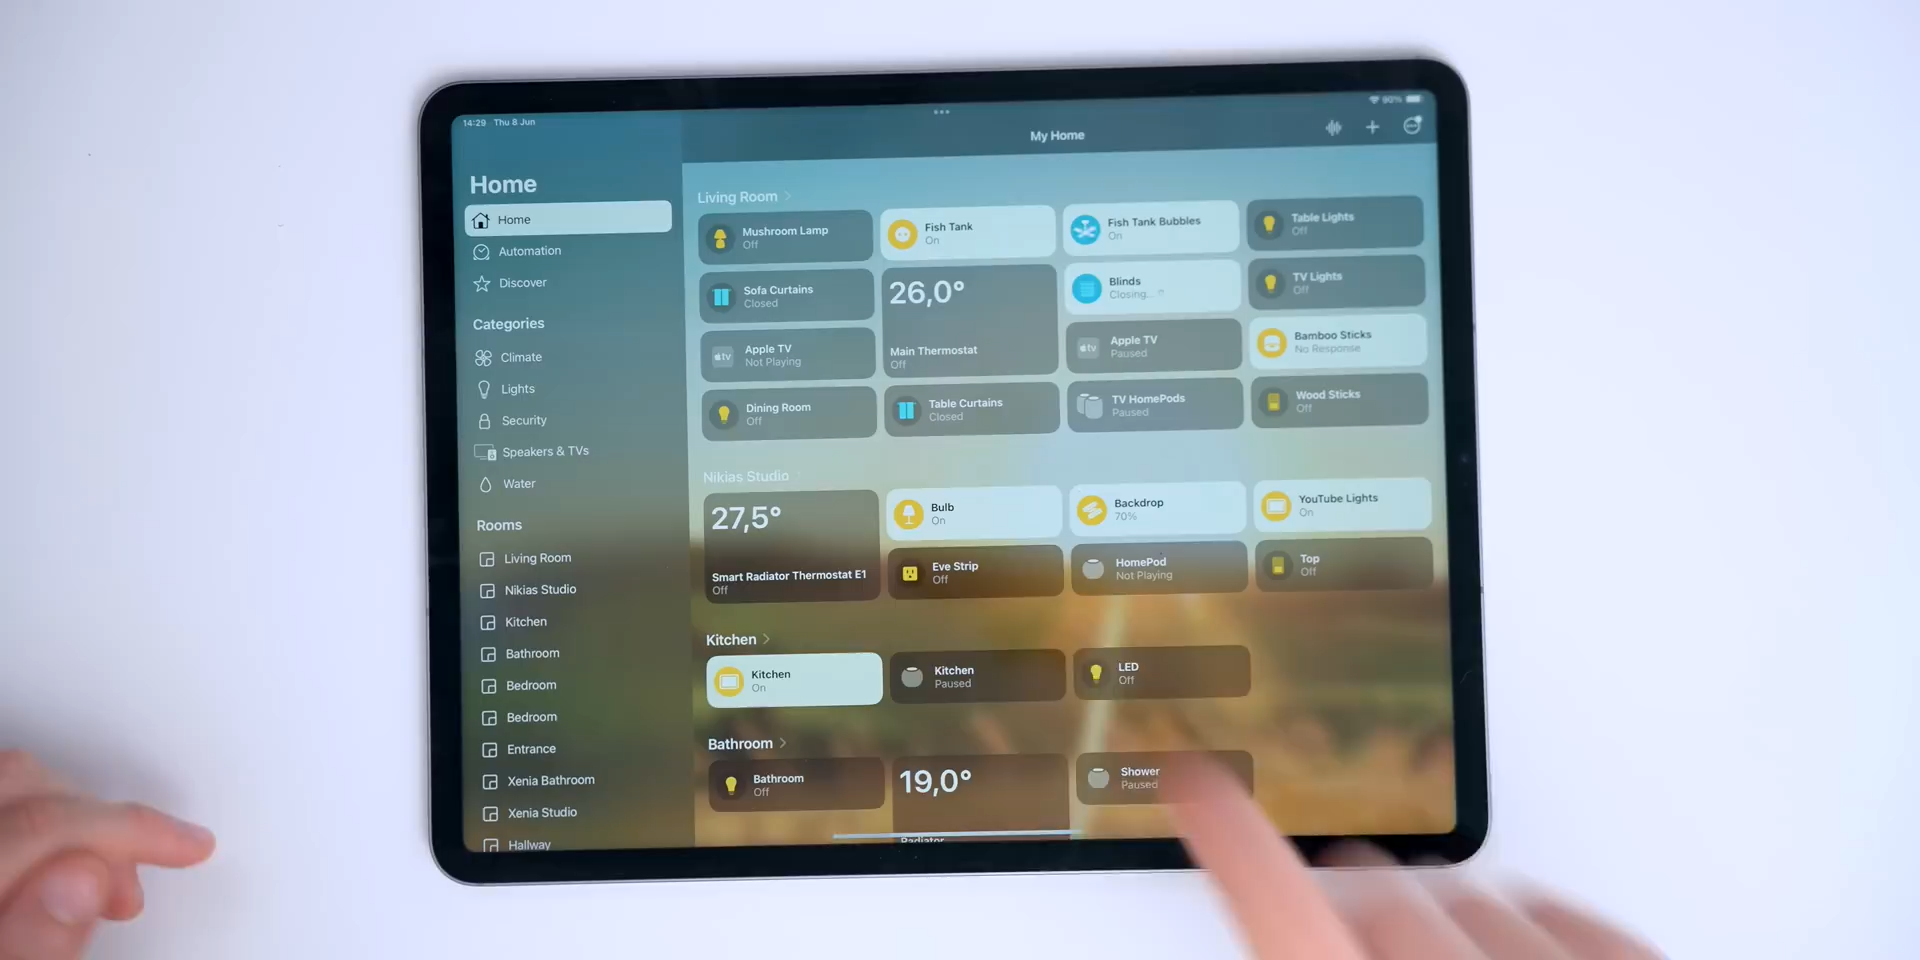 14:29 Thu 8 Jun
90%
My Home
Home
Home
Automation
Discover
Categories
Climate
Lights
Security
Speakers & TVs
Water
Rooms
Living Room
Nikias Studio
Kitchen
Bathroom
Bedroom
Bedroom
Entrance
Xenia Bathroom
Xenia Studio
Hallway
Living Room
Mushroom Lamp
Off
Fish Tank
On
Fish Tank Bubbles
On
Table Lights
Off
Sofa Curtains
Closed
26,0°
Main Thermostat
Off
Blinds
Closing...
TV Lights
Off
Apple TV
Not Playing
tv
Apple TV
Paused
tv
Bamboo Sticks
No Response
Dining Room
Off
Table Curtains
Closed
TV HomePods
Paused
Wood Sticks
Off
Nikias Studio
27,5°
Smart Radiator Thermostat E1
Off
Bulb
On
Backdrop
70%
YouTube Lights
On
Eve Strip
Off
HomePod
Not Playing
Top
Off
Kitchen
Kitchen
On
Kitchen
Paused
LED
Off
Bathroom
Bathroom
Off
19,0°
Radiator
Shower
Paused